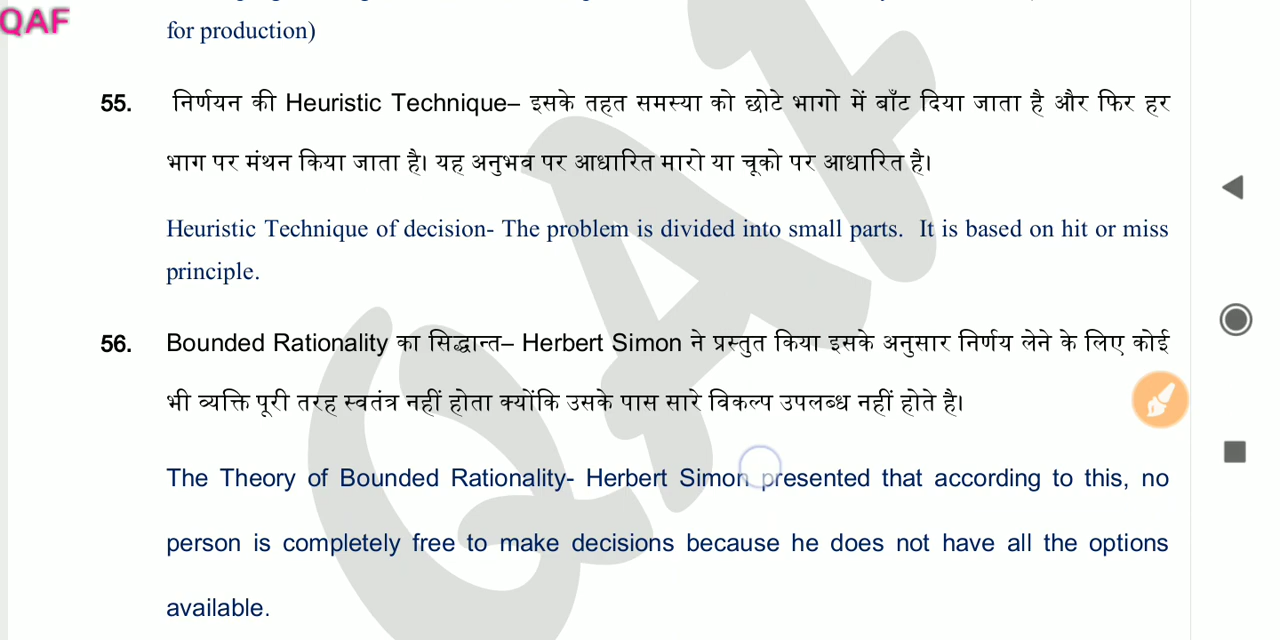 QAF
for production)
55. निर्णयन की Heuristic Technique– इसके तहत समस्या को छोटे भागो में बाँट दिया जाता है और फिर हर
भाग पर मंथन किया जाता है। यह अनुभव पर आधारित मारो या चूको पर आधारित है।
Heuristic Technique of decision- The problem is divided into small parts. It is based on hit or miss
principle.
56. Bounded Rationality का सिद्धान्त– Herbert Simon ने प्रस्तुत किया इसके अनुसार निर्णय लेने के लिए कोई
भी व्यक्ति पूरी तरह स्वतंत्र नहीं होता क्योंकि उसके पास सारे विकल्प उपलब्ध नहीं होते है।
The Theory of Bounded Rationality- Herbert Simon presented that according to this, no
person is completely free to make decisions because he does not have all the options
available.
QAF